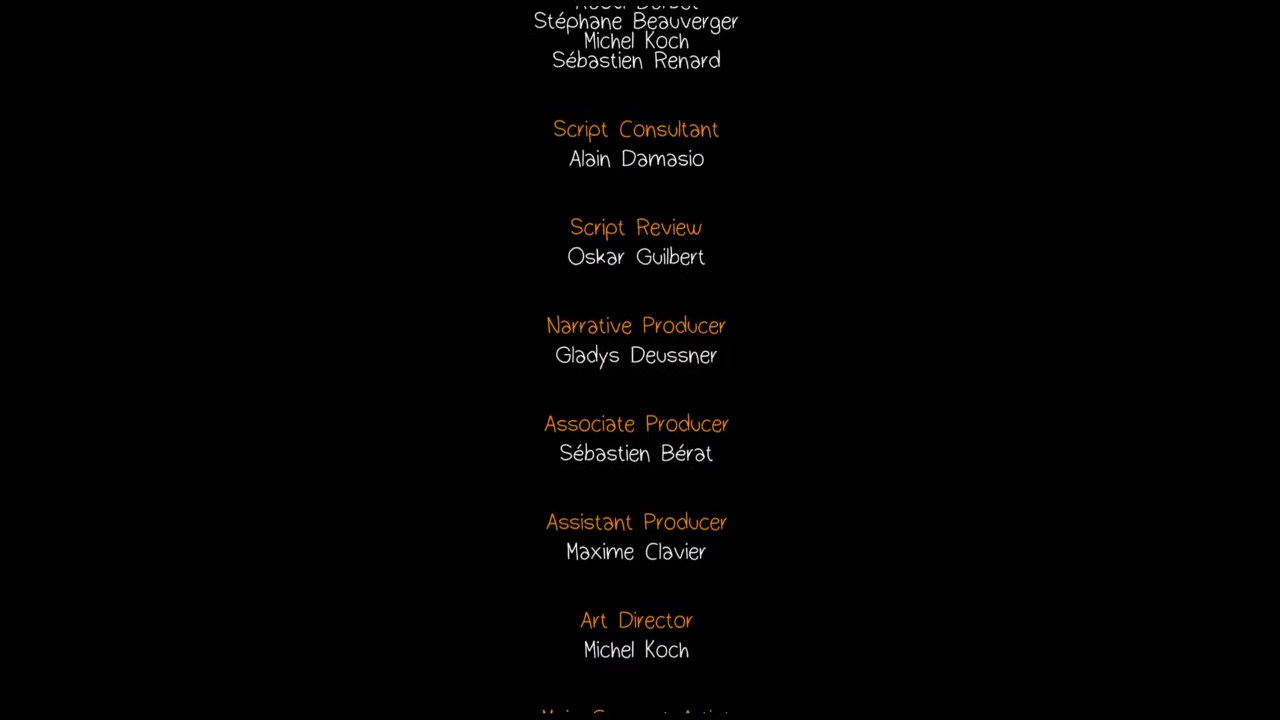 Stéphane Beauverger
Michel Koch
Sébastien Renard
Script Consultant
Alain Damasio
Script Review
Oskar Guilbert
Narrative Producer
Gladys Deussner
Associate Producer
Sébastien Bérat
Assistant Producer
Maxime Clavier
Art Director
Michel Koch